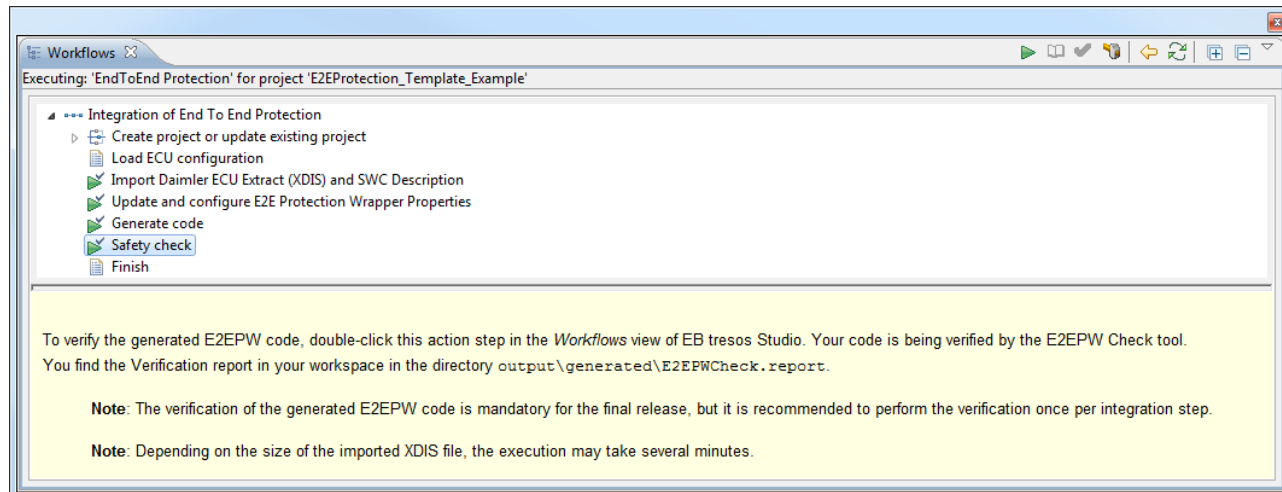 Workflows
Executing: 'EndToEnd Protection' for project 'E2EProtection_Template_Example'
Integration of End To End Protection
Create project or update existing project
Load ECU configuration
Import Daimler ECU Extract (XDIS) and SWC Description
Update and configure E2E Protection Wrapper Properties
Generate code
Safety check
Finish
To verify the generated E2EPW code, double-click this action step in the Workflows view of EB tresos Studio. Your code is being verified by the E2EPW Check tool.
You find the Verification report in your workspace in the directory output\generated\E2EPWCheck.report.
Note: The verification of the generated E2EPW code is mandatory for the final release, but it is recommended to perform the verification once per integration step.
Note: Depending on the size of the imported XDIS file, the execution may take several minutes.